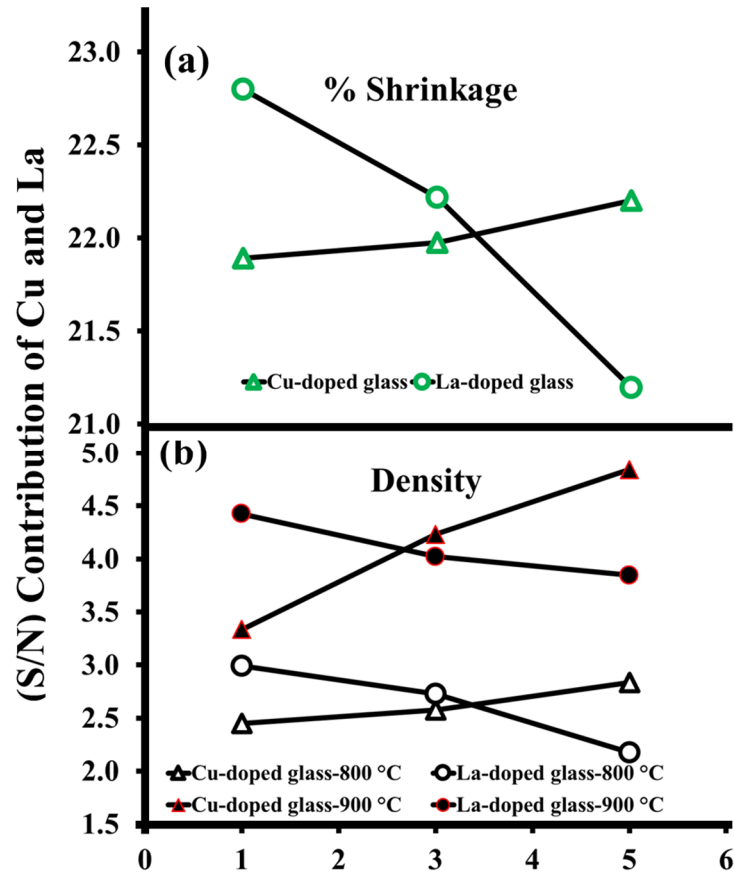 (S/N) Contribution of Cu and La
(a)
% Shrinkage
23.0
22.5
22.0
21.5
21.0
Cu-doped glass La-doped glass
(b)
Density
5.0
4.5
4.0
3.5
3.0
2.5
2.0
1.5
Cu-doped glass-800 °C La-doped glass-800 °C
Cu-doped glass-900 °C La-doped glass-900 °C
0 1 2 3 4 5 6